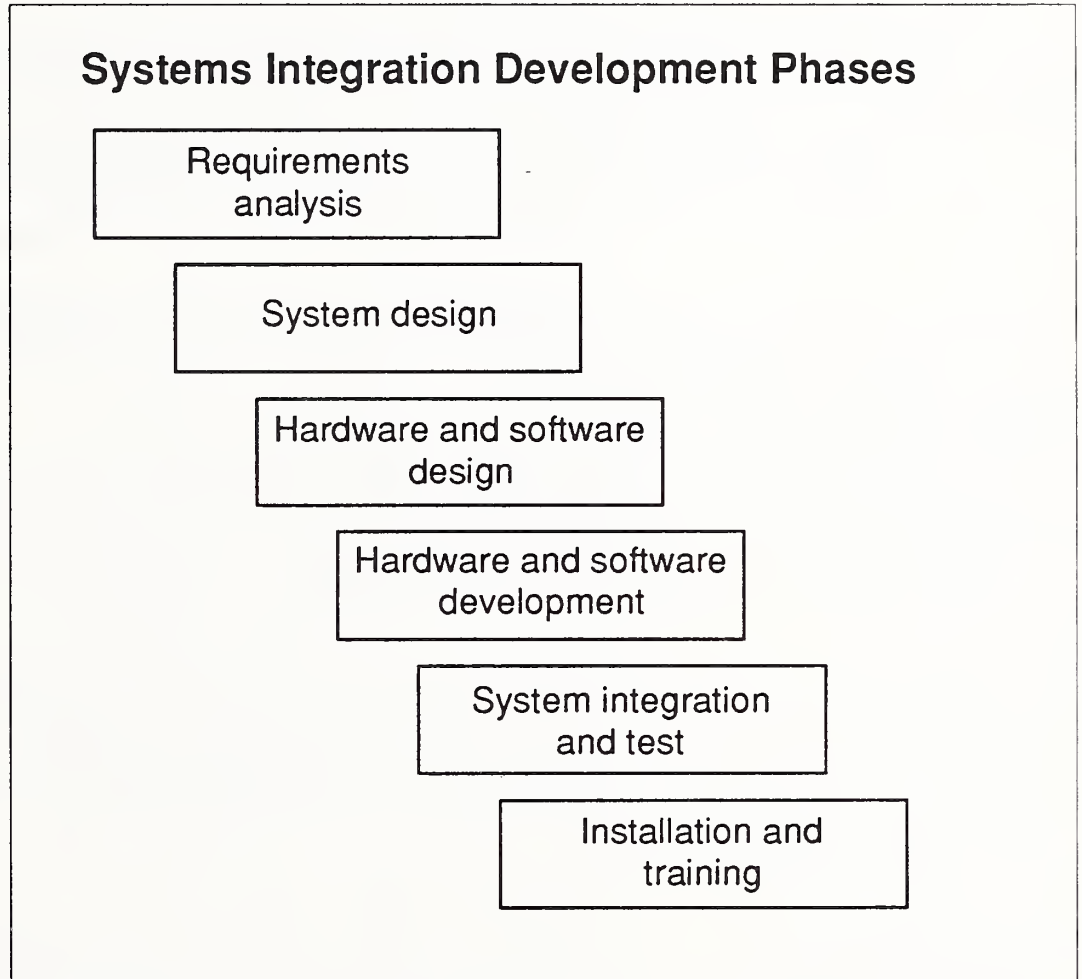 Systems Integration Development Phases
Requirements
analysis
System design
Hardware and software
design
Hardware and software
development
System integration
and test
Installation and
training